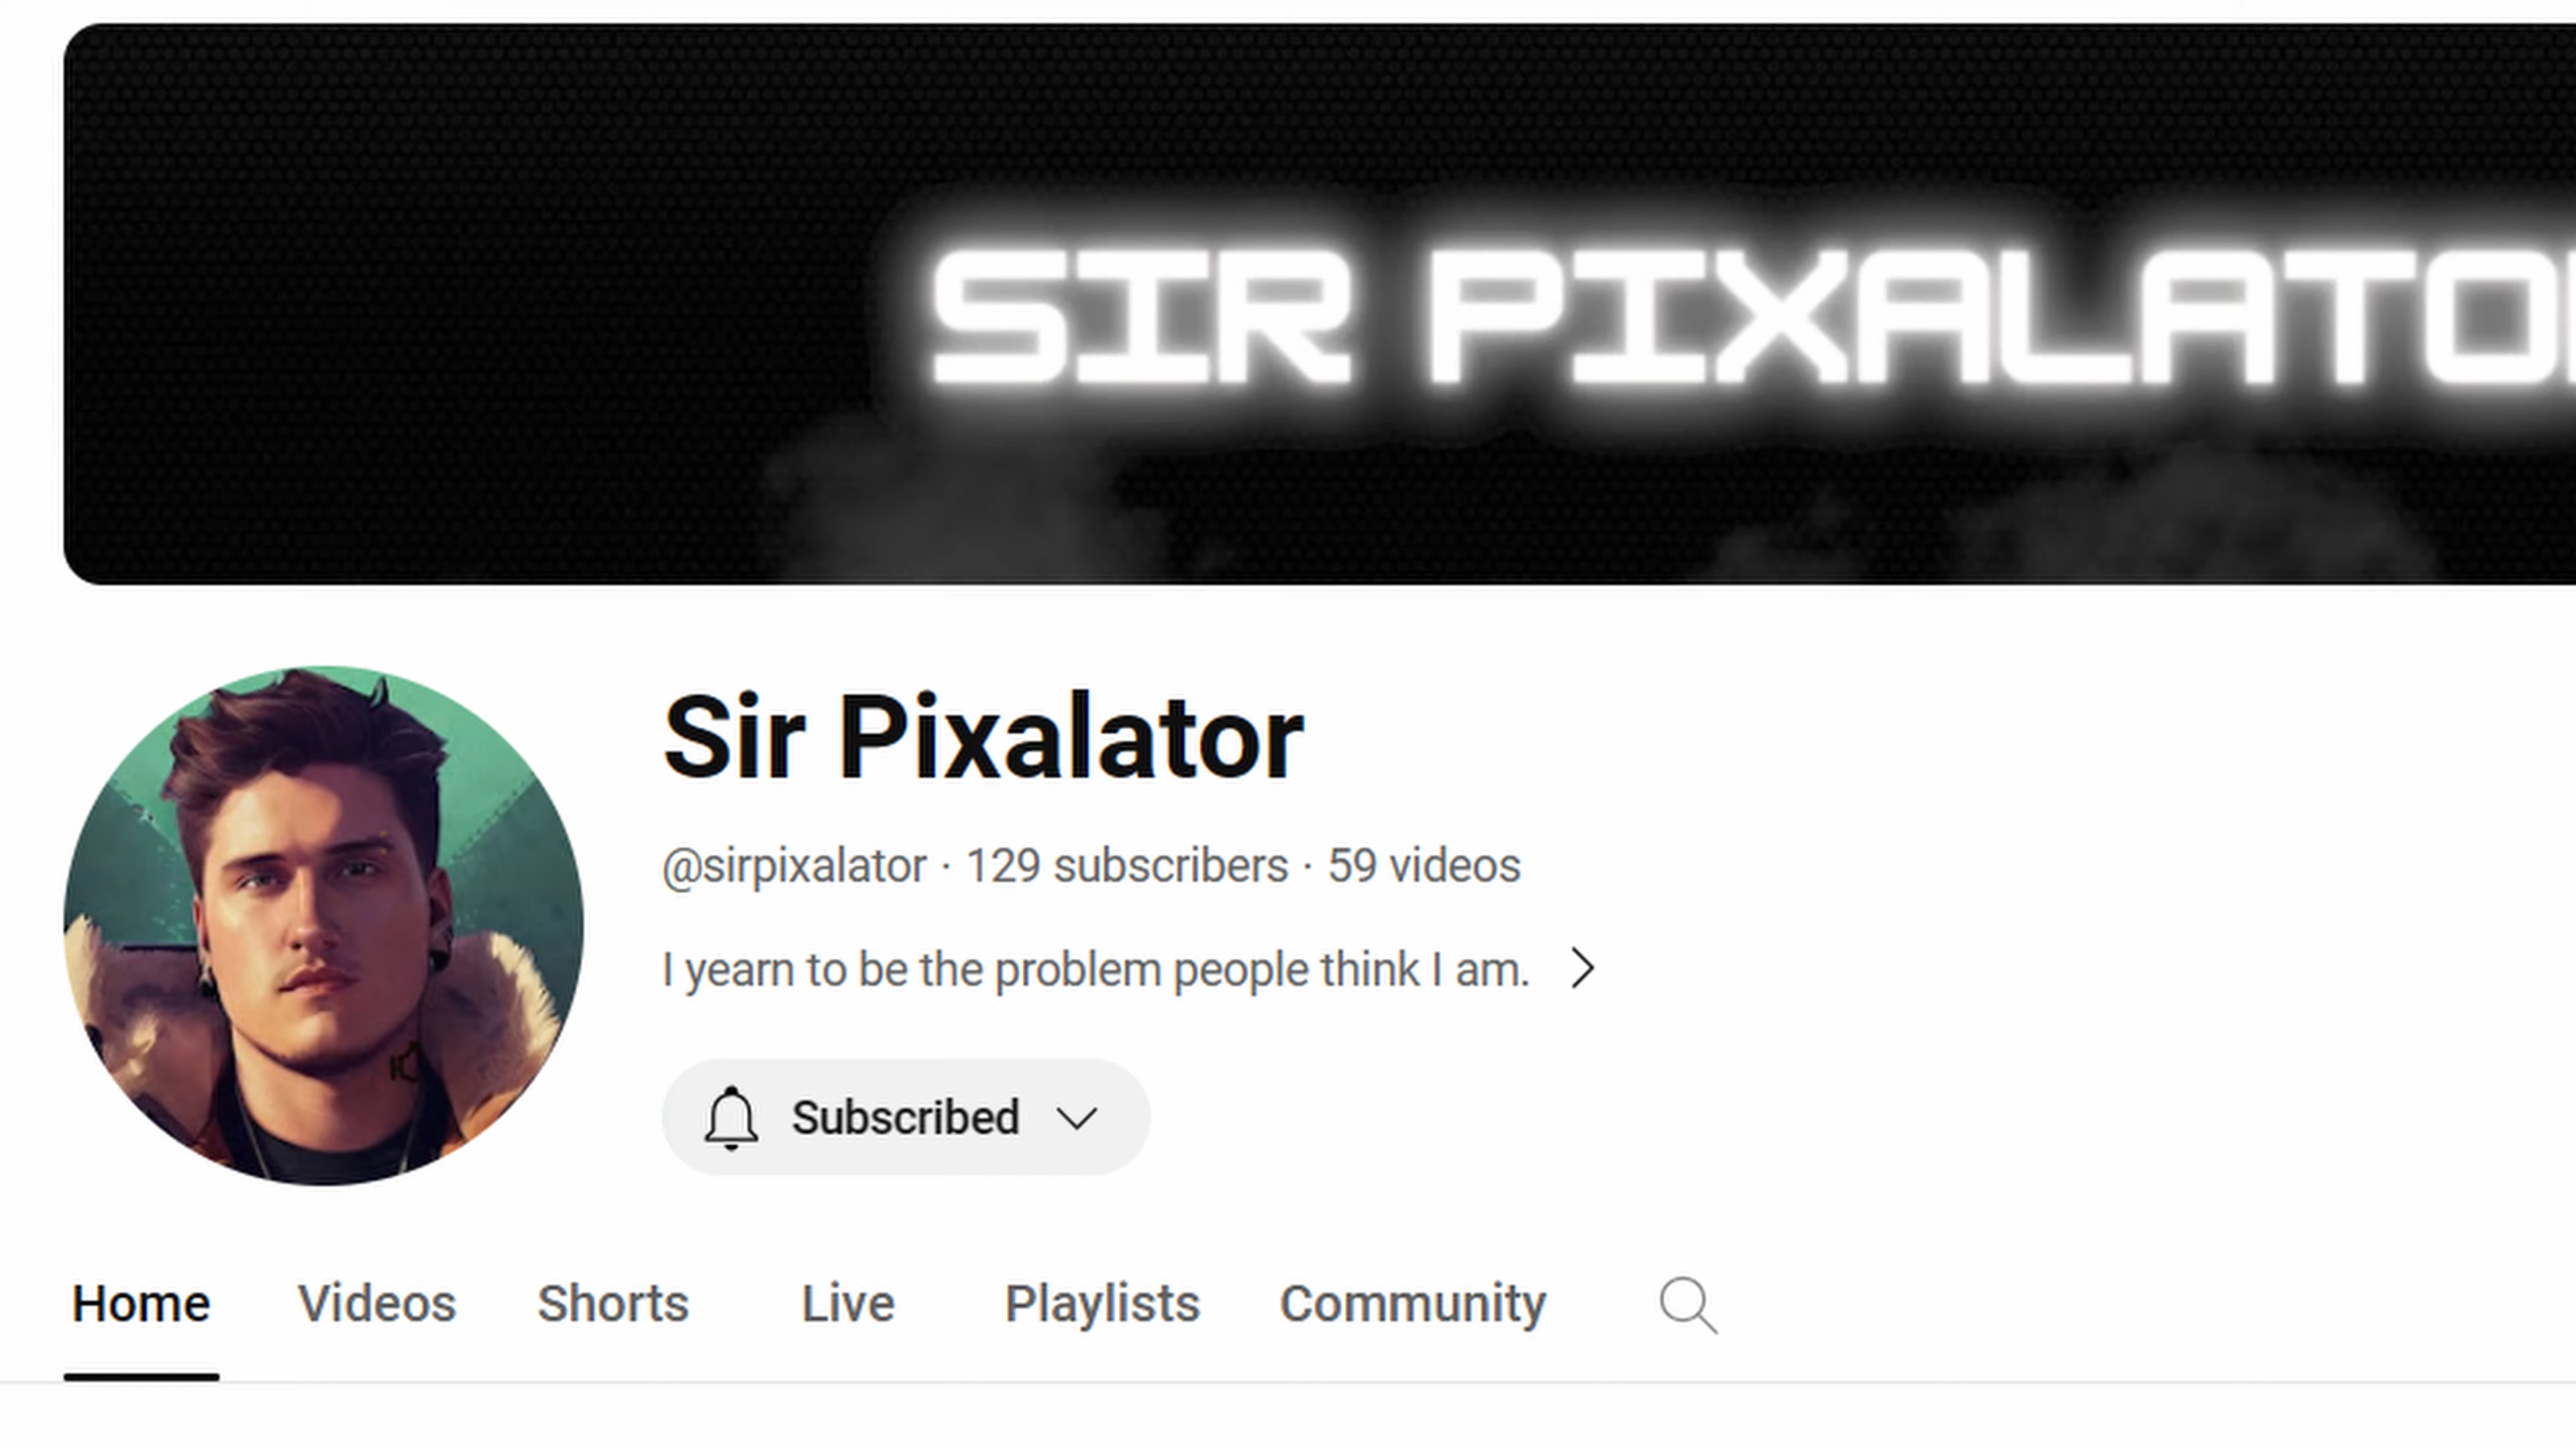 SIR PIXALATOR
Sir Pixalator
@sirpixalator · 129 subscribers · 59 videos
I yearn to be the problem people think I am.
Subscribed
Home Videos Shorts Live Playlists Community